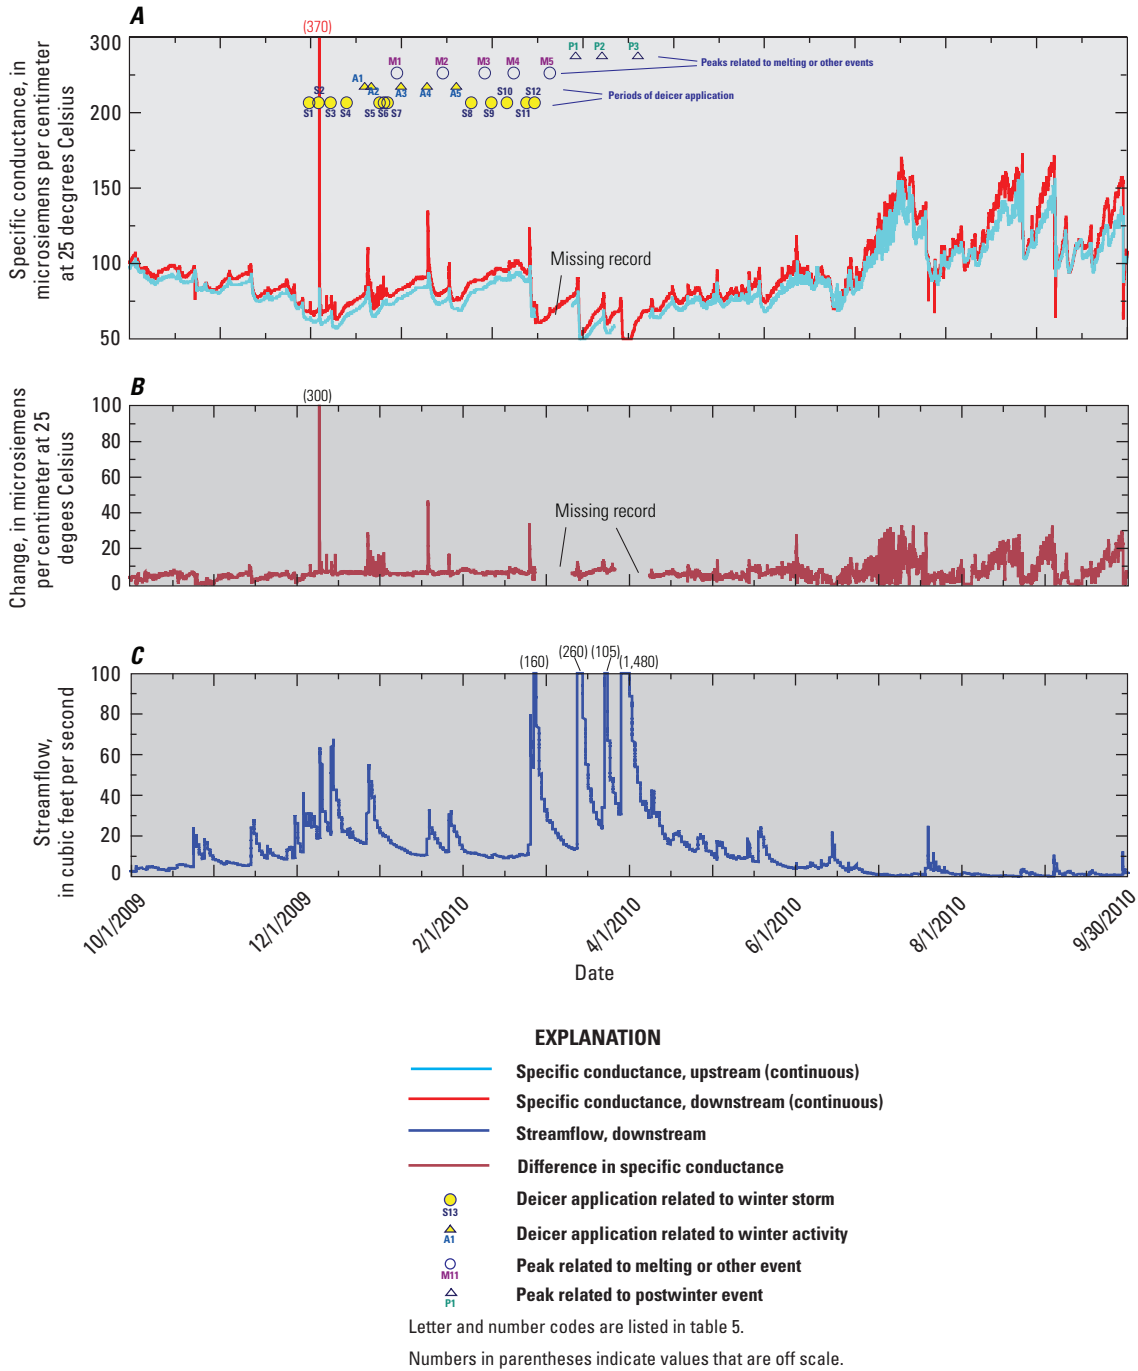 A
(370)
Specific conductance, in
microsiemens per centimeter
at 25 decgrees Celsius
300
250
200
150
100
50
P1 P2 P3
M1 M2 M3 M4 M5
Peaks related to melting or other events
A1 A2 A3 A4 A5
Periods of deicer application
S2 S10 S12
S1 S3 S4 S5 S6 S7 S8 S9 S11
Missing record
B
(300)
Change, in microsiemens
per centimeter at 25
degees Celsius
100
80
60
40
20
0
Missing record
C
(160) (260) (105) (1,480)
Streamflow,
in cubic feet per second
100
80
60
40
20
0
10/1/2009 12/1/2009 2/1/2010 4/1/2010 6/1/2010 8/1/2010 9/30/2010
Date
EXPLANATION
Specific conductance, upstream (continuous)
Specific conductance, downstream (continuous)
Streamflow, downstream
Difference in specific conductance
Deicer application related to winter storm
S13
Deicer application related to winter activity
A1
Peak related to melting or other event
M11
Peak related to postwinter event
P1
Letter and number codes are listed in table 5.
Numbers in parentheses indicate values that are off scale.